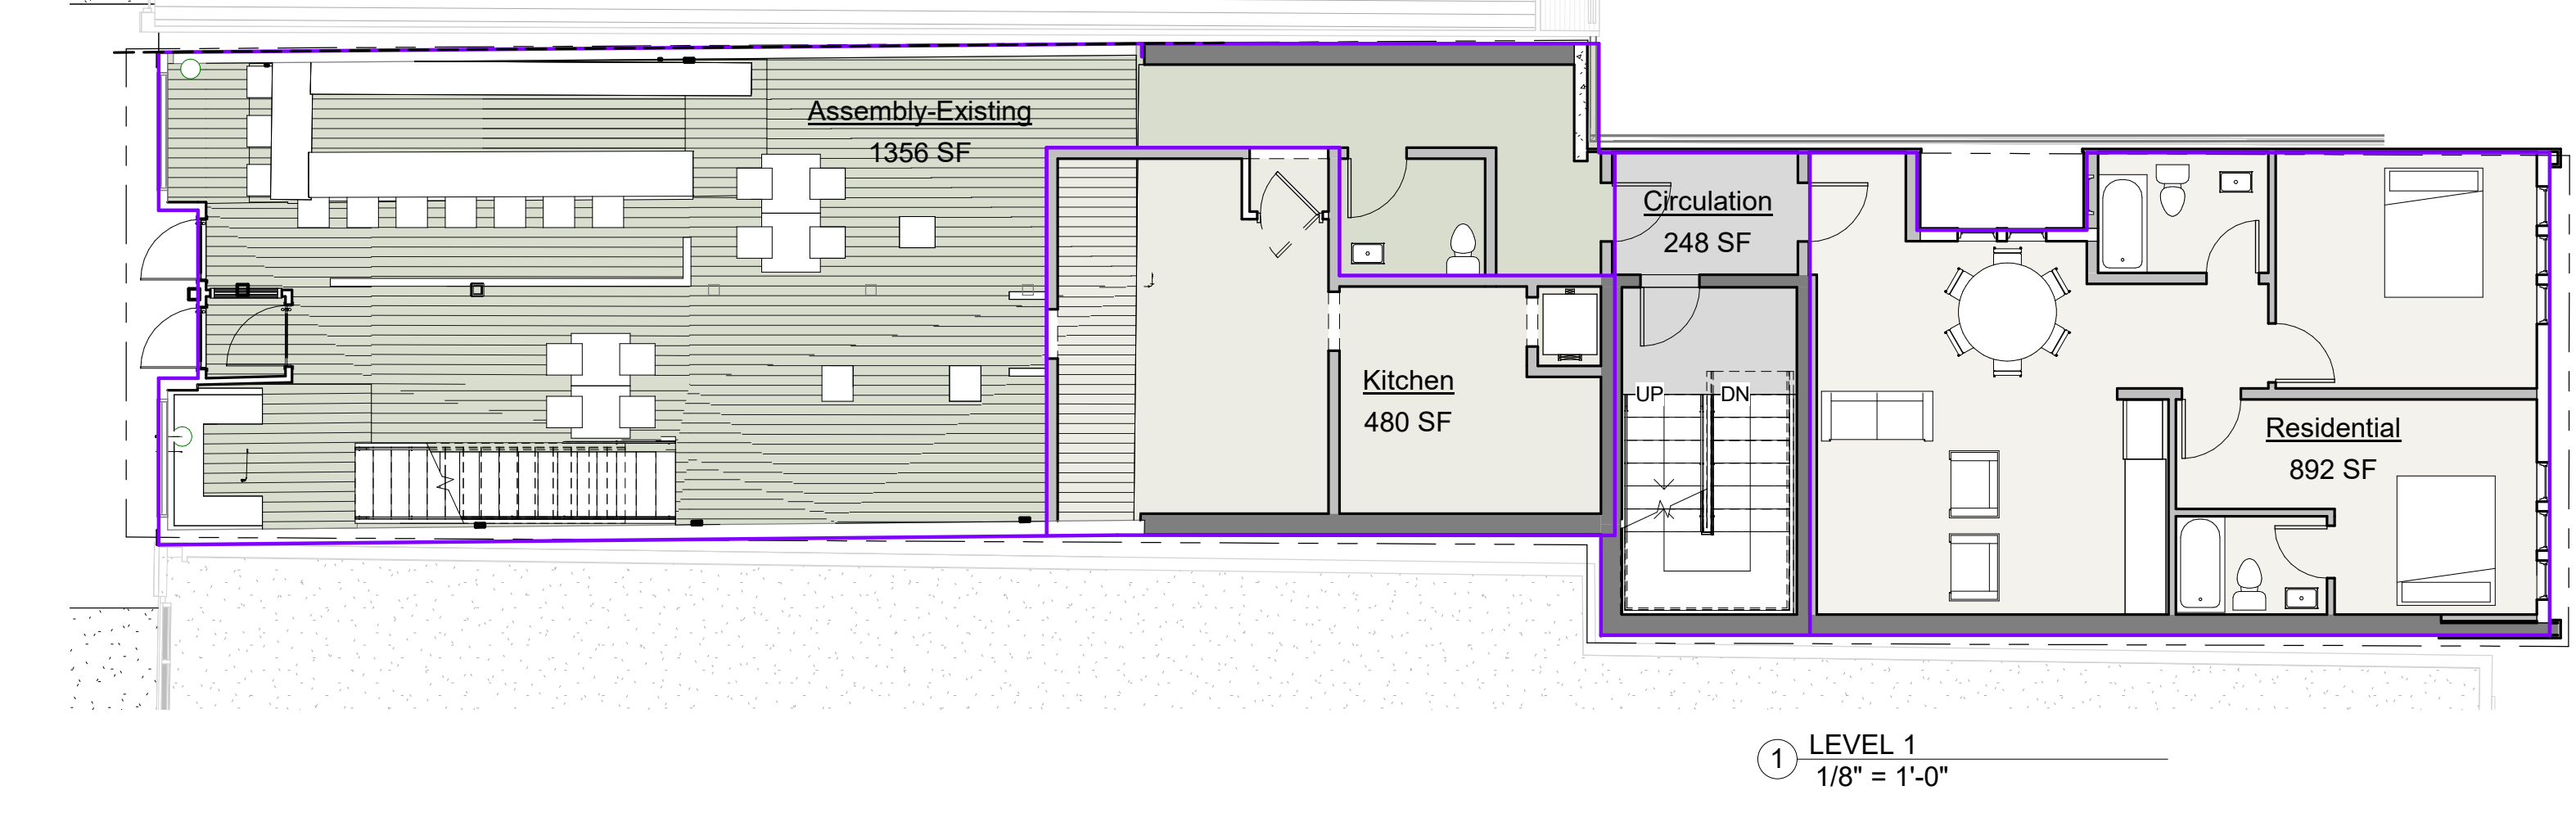 Assembly-Existing
1356 SF
Circulation
248 SF
Kitchen
480 SF
UP
DN
Residential
892 SF
1
LEVEL 1
1/8" = 1'-0"